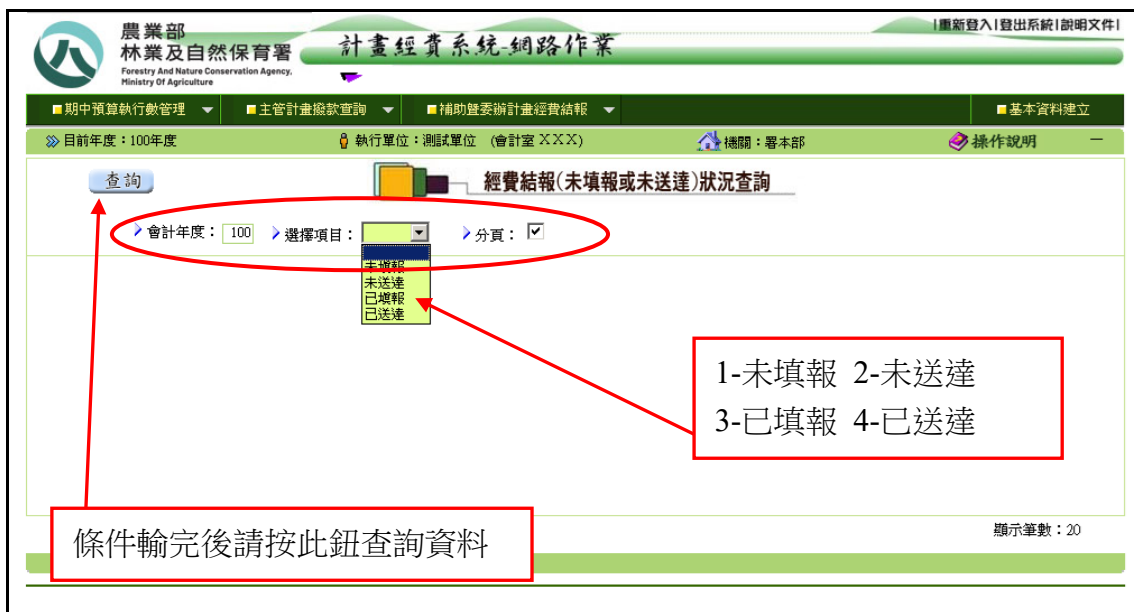 農業部
林業及自然保育署
Forestry And Nature Conservation Agency,
Ministry Of Agriculture
計畫經費系統-網路作業
|重新登入|登出系統|說明文件|
期中預算執行數管理 主管計畫撥款查詢 補助暨委辦計畫經費結報 基本資料建立
目前年度：100年度 執行單位：測試單位 (會計室XXX) 機關：署本部 操作說明
查詢 經費結報(未填報或未送達)狀況查詢
會計年度： 100 選擇項目： 分頁：
未填報
未送達
已填報
已送達
1-未填報 2-未送達
3-已填報 4-已送達
條件輸完後請按此鈕查詢資料
顯示筆數：20